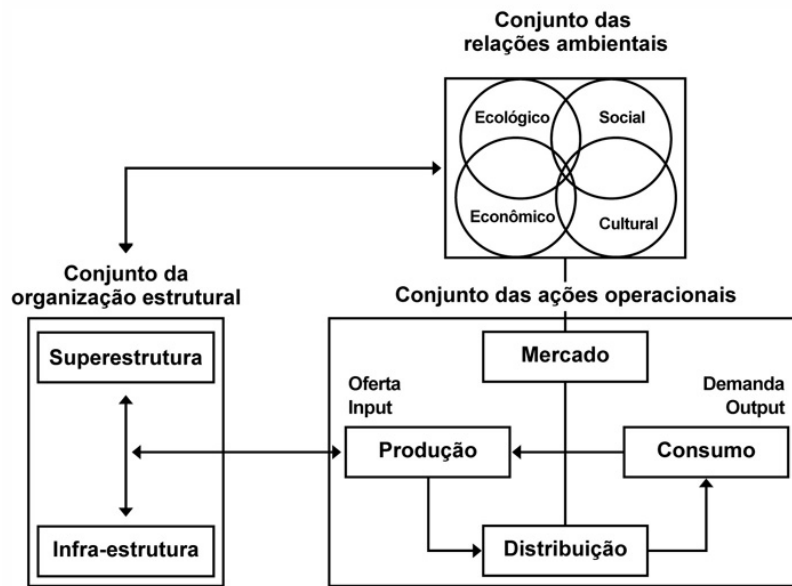 Conjunto das
relações ambientais
Ecológico
Social
Econômico
Cultural
Conjunto da
organização estrutural
Superestrutura
Infra-estrutura
Conjunto das ações operacionais
Mercado
Oferta
Input
Demanda
Output
Produção
Consumo
Distribuição